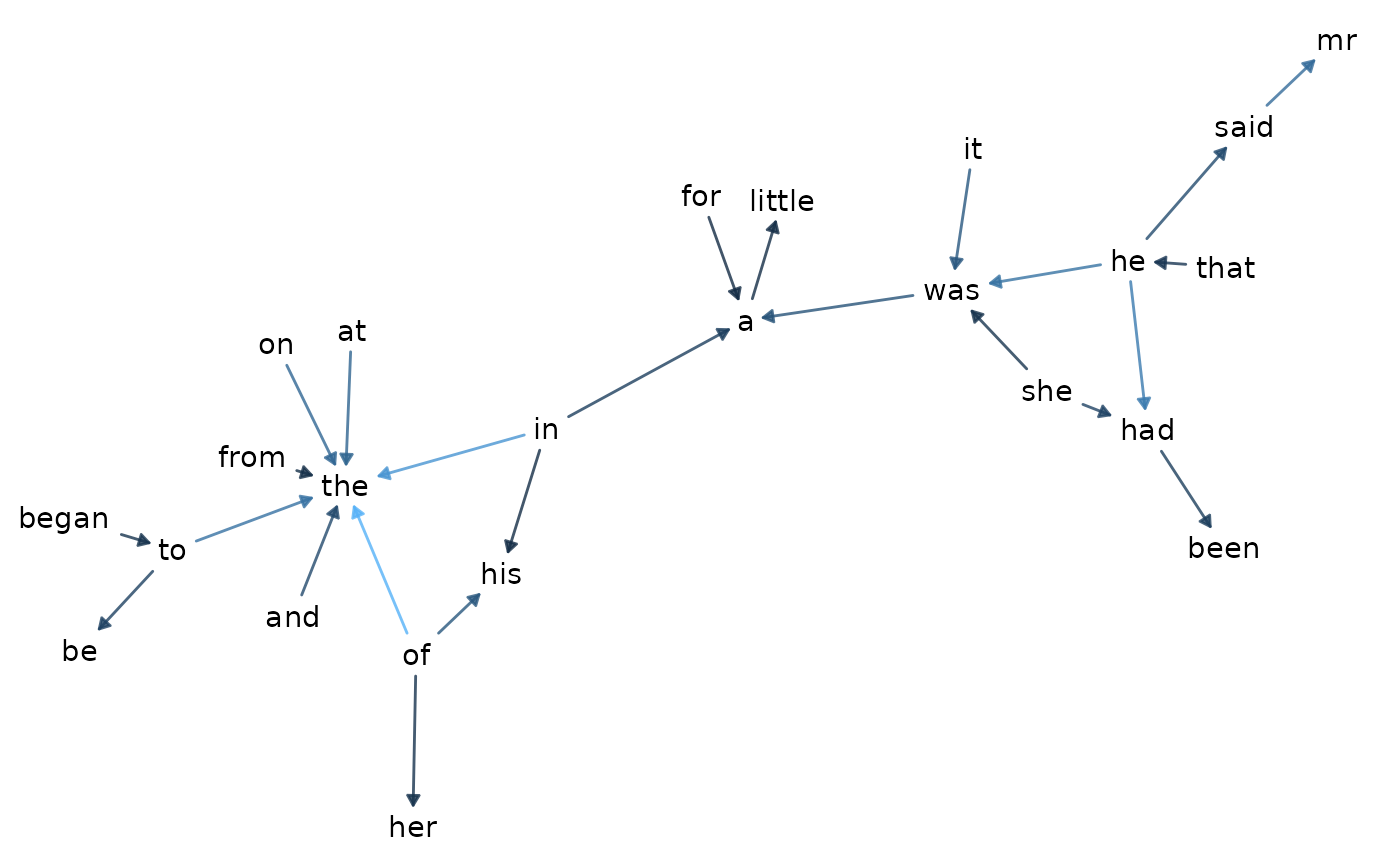 mr
said
it
for
little
he
that
was
a
at
on
she
in
had
from
the
began
to
been
his
and
be
of
her